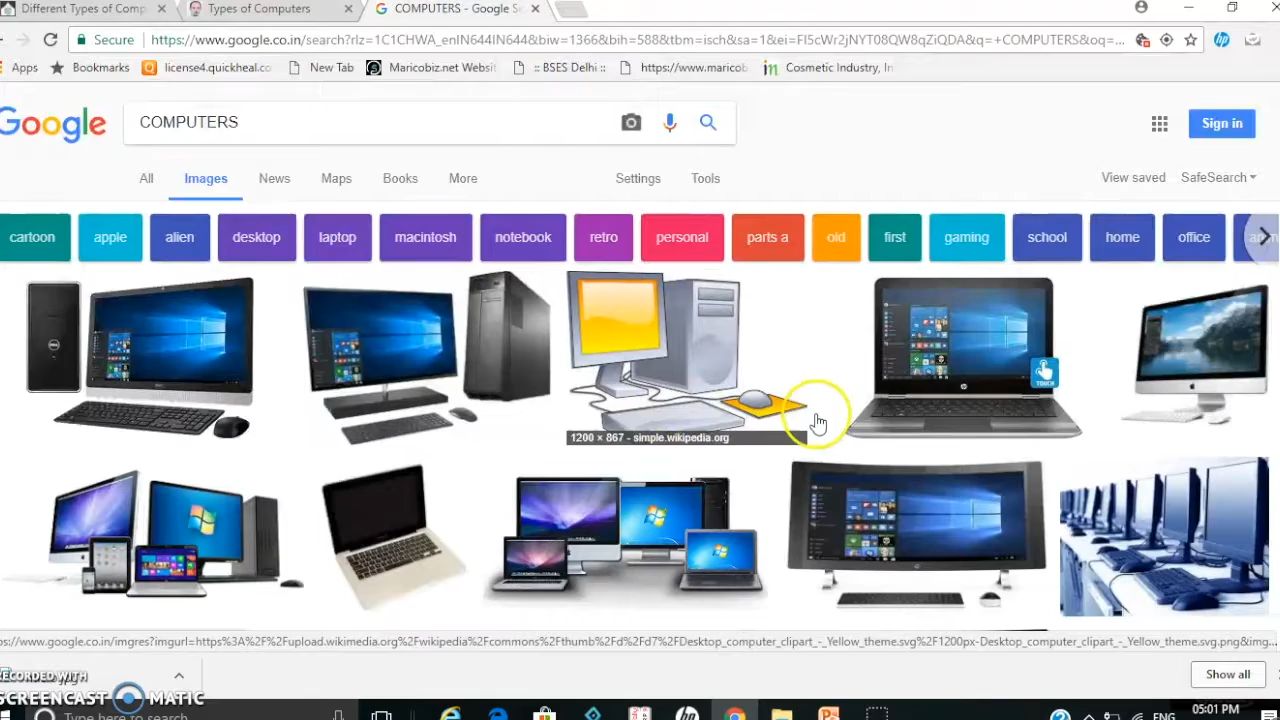 Different Types of Comp
Types of Computers
COMPUTERS - Google Se
Secure
https://www.google.co.in/search?rlz=1C1CHWA_enIN644IN644&biw=1366&bih=588&tbm=isch&sa=1&ei=FI5cWr2jNYT08QW8qZiQDA&q=+COMPUTERS&oq=...
Apps
Bookmarks
license4.quickheal.co
New Tab
Maricobiz.net Websit
:: BSES Delhi ::
https://www.maricob
Cosmetic Industry, In
Google
COMPUTERS
Sign in
All
Images
News
Maps
Books
More
Settings
Tools
View saved
SafeSearch
cartoon
apple
alien
desktop
laptop
macintosh
notebook
retro
personal
parts a
old
first
gaming
school
home
office
TOUCH
1200 × 867 - simple.wikipedia.org
ps://www.google.co.in/imgres?imgurl=https%3A%2F%2Fupload.wikimedia.org%2Fwikipedia%2Fcommons%2Fthumb%2Fd%2Fd7%2FDesktop_computer_clipart_-_Yellow_theme.svg%2F1200px-Desktop_computer_clipart_-_Yellow_theme.svg.png&img...
RECORDED WITH
SCREENCAST MATIC
Show all
Type here to search
ENG
05:01 PM